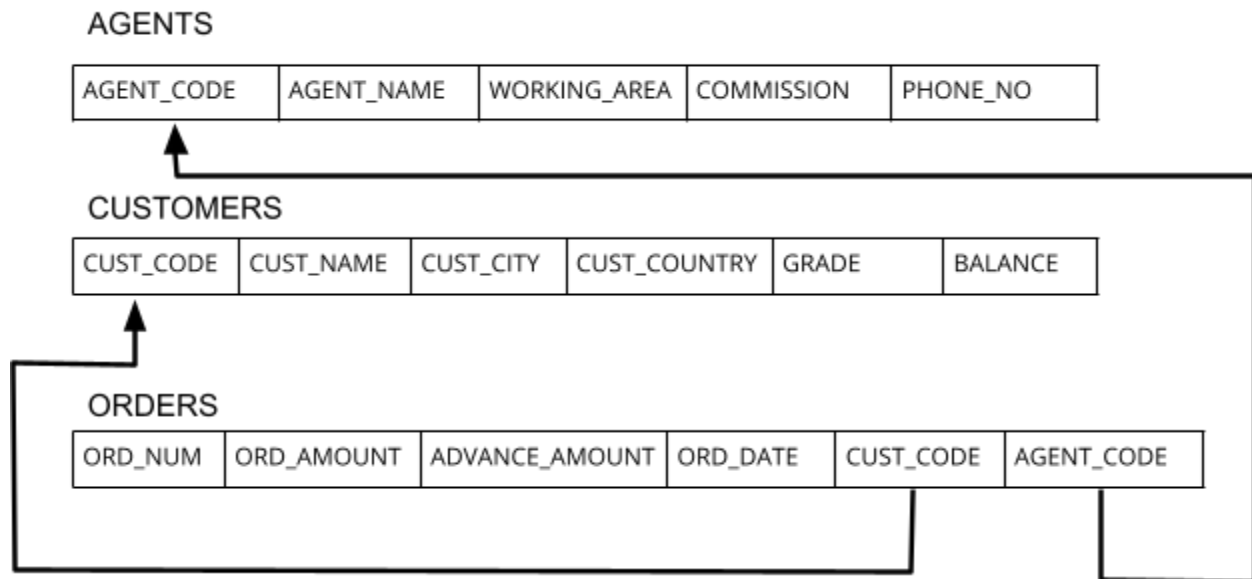 AGENTS
AGENT_CODE AGENT_NAME WORKING_AREA COMMISSION PHONE_NO
CUSTOMERS
CUST_CODE CUST_NAME CUST_CITY CUST_COUNTRY GRADE BALANCE
ORDERS
ORD_NUM ORD_AMOUNT ADVANCE_AMOUNT ORD_DATE CUST_CODE AGENT_CODE